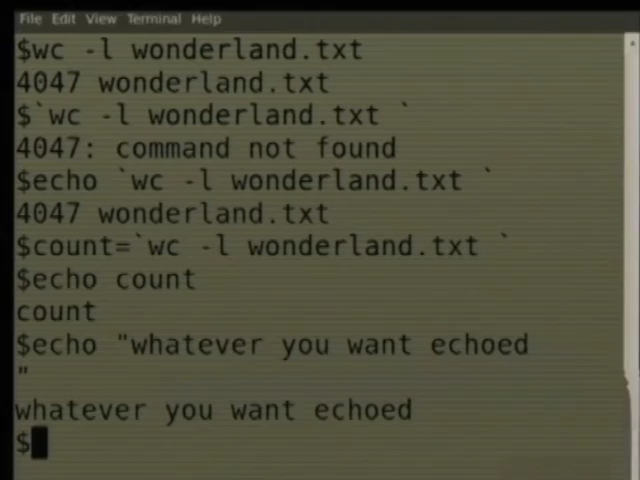 File Edit View Terminal Help
$wc -l wonderland.txt
4047 wonderland.txt
$`wc -l wonderland.txt `
4047: command not found
$echo `wc -l wonderland.txt `
4047 wonderland.txt
$count=`wc -l wonderland.txt `
$echo count
count
$echo "whatever you want echoed
"
whatever you want echoed
$